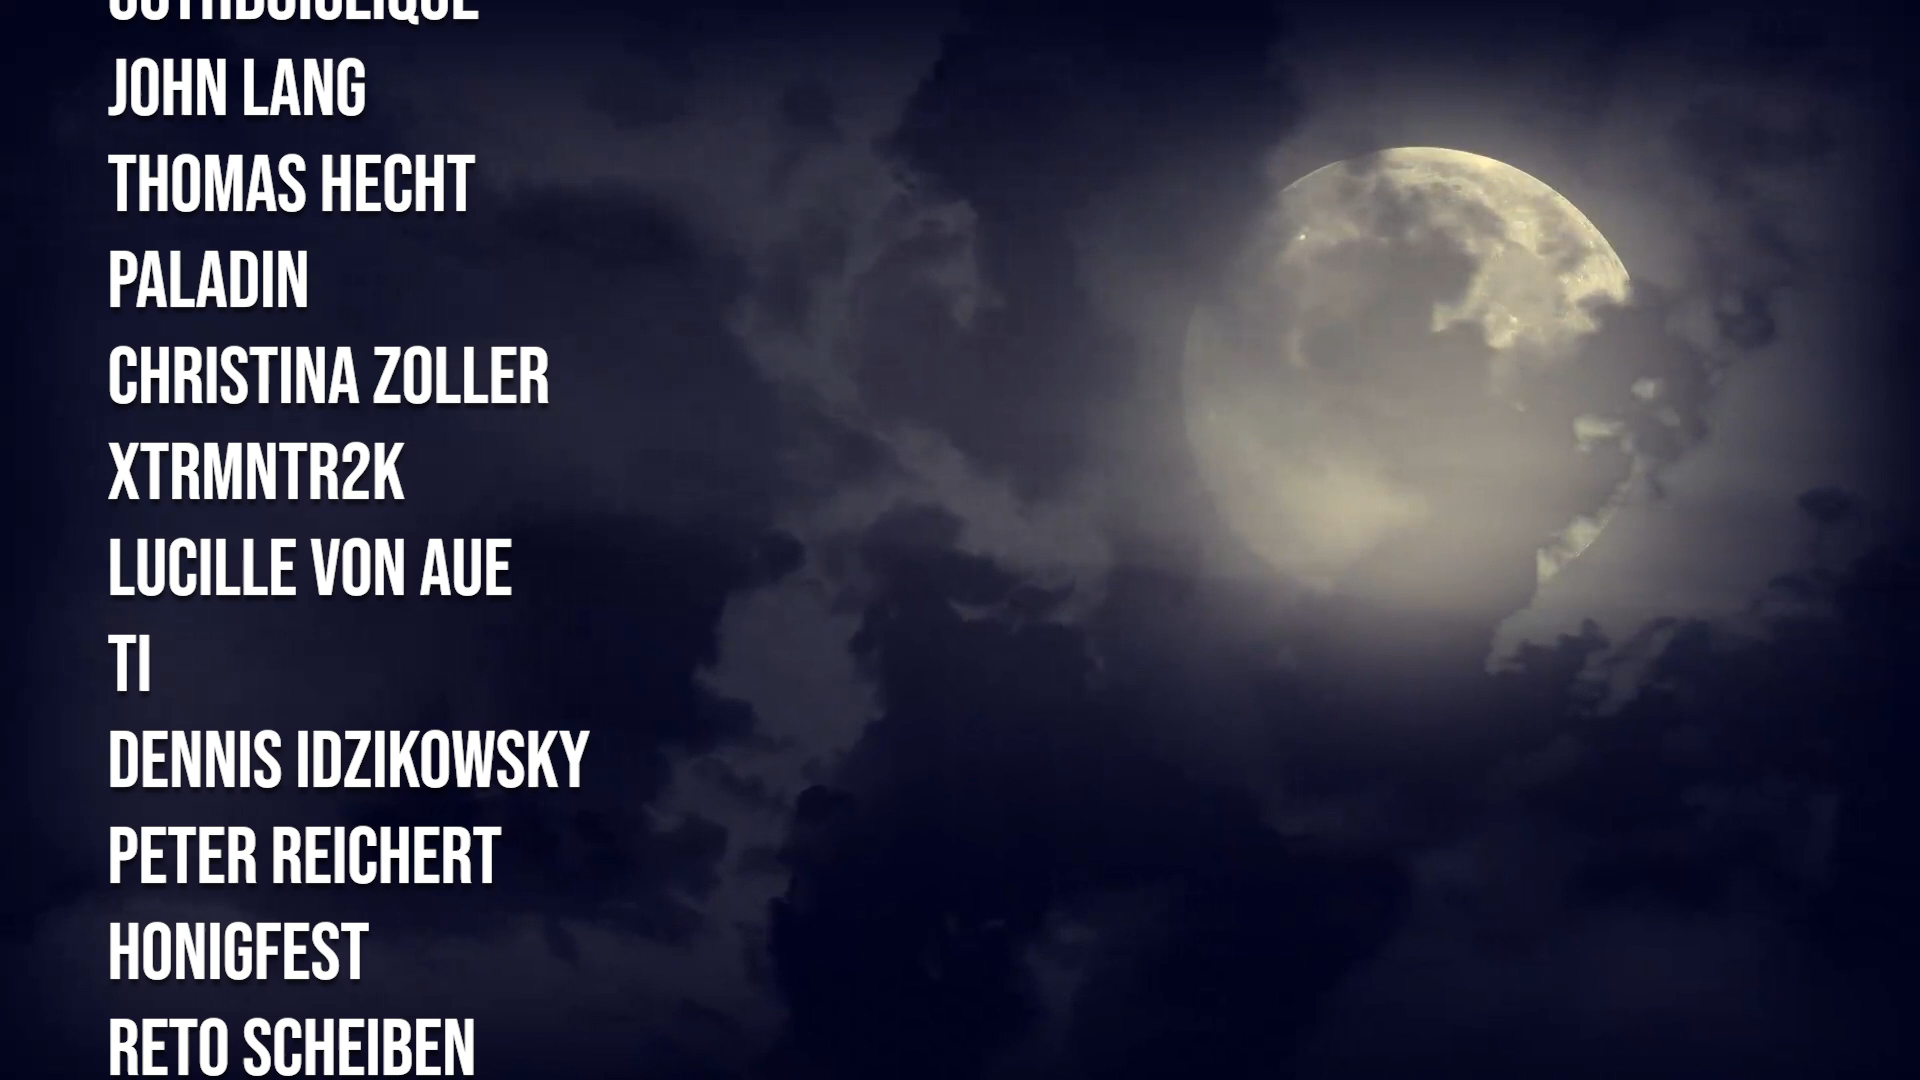 JOHN LANG
THOMAS HECHT
PALADIN
CHRISTINA ZOLLER
XTRMNTR2K
LUCILLE VON AUE
TI
DENNIS IDZIKOWSKY
PETER REICHERT
HONIGFEST
RETO SCHEIBEN